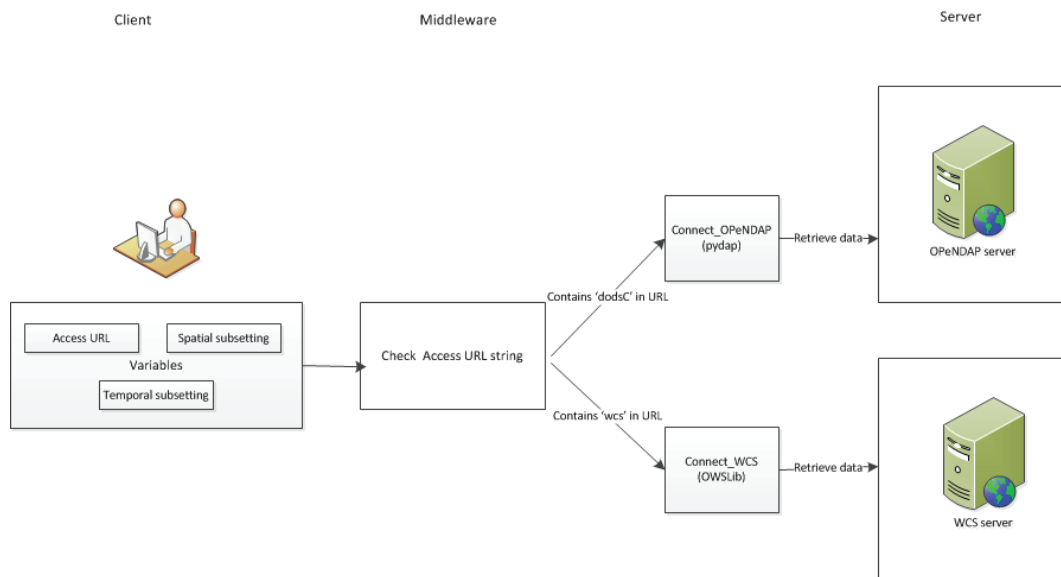 Client
Middleware
Server
Access URL
Spatial subsetting
Variables
Temporal subsetting
Check  Access URL string
Contains ‘dodsC’ in URL
Contains ‘wcs’ in URL
Connect_OPeNDAP
(pydap)
Retrieve data
OPeNDAP server
Connect_WCS
(OWSLib)
Retrieve data
WCS server